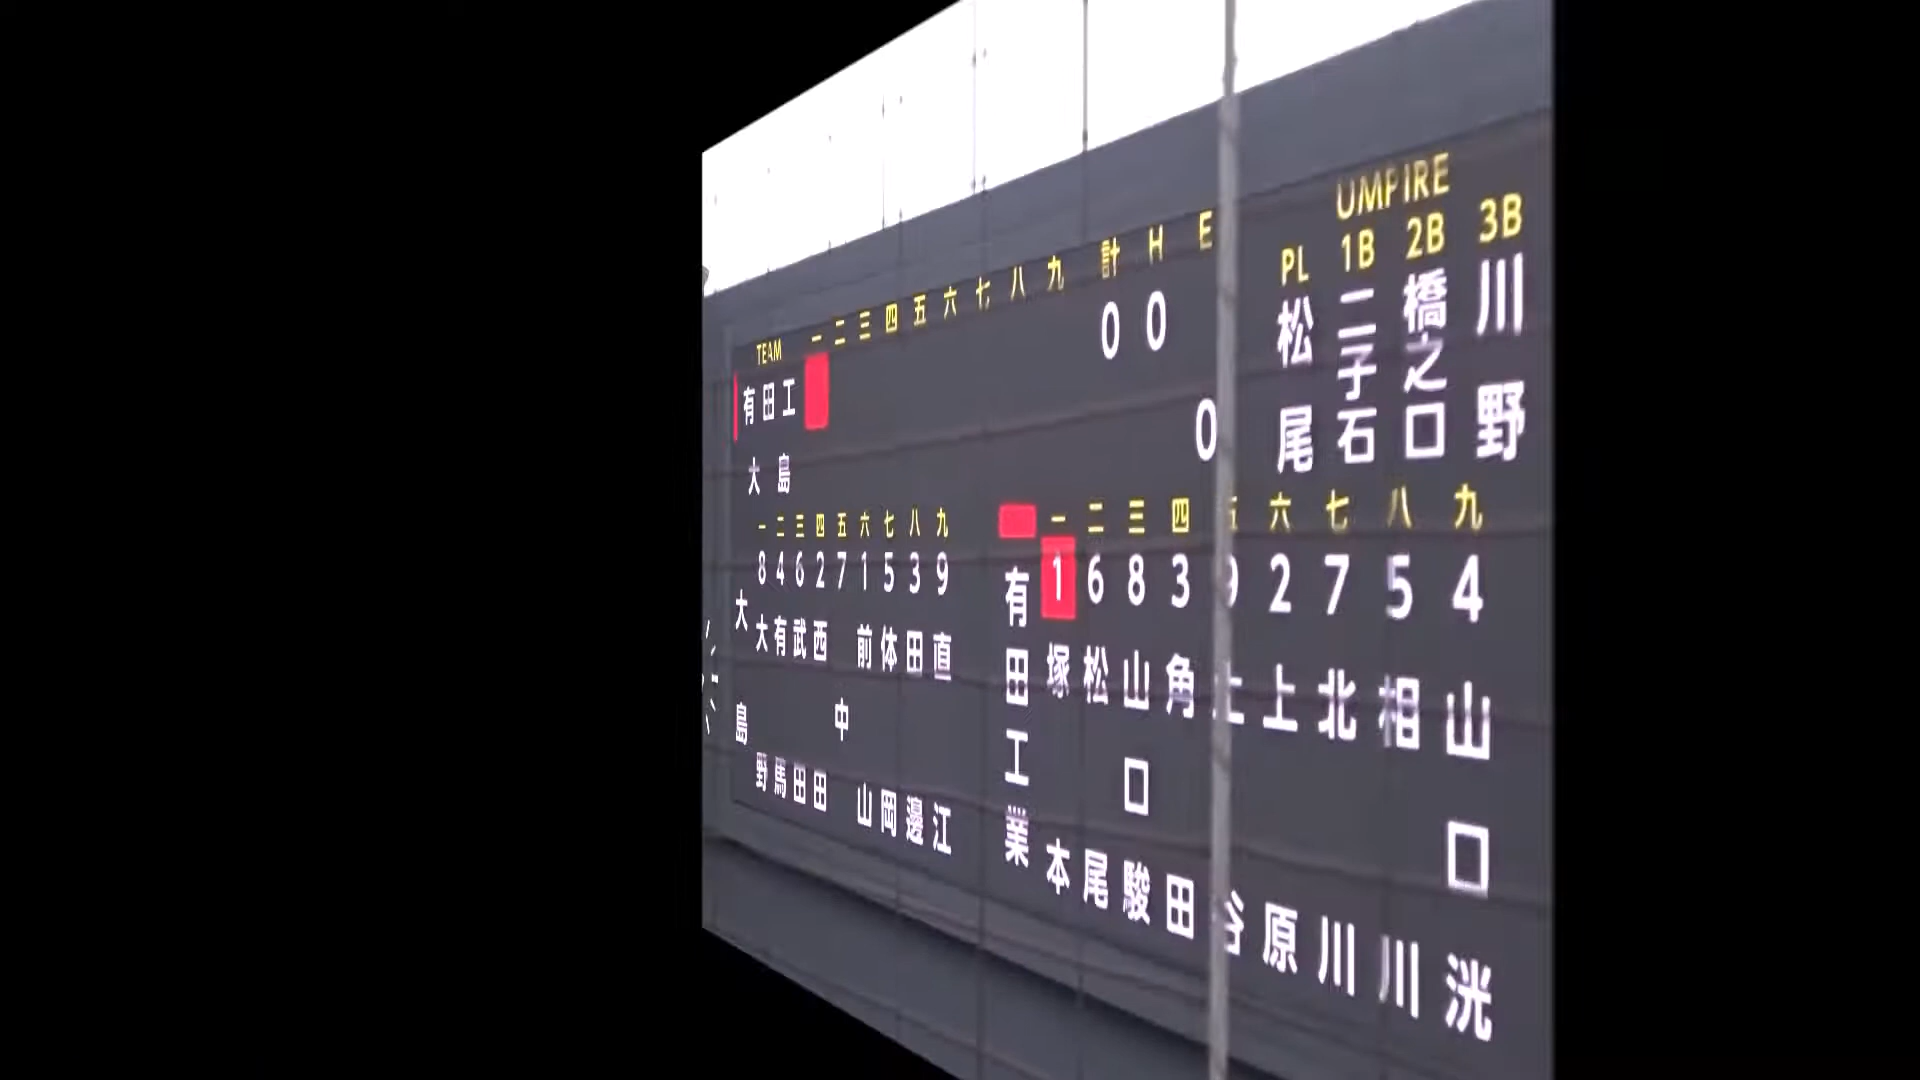 UMPIRE
PL 1B 2B 3B
松尾 二子石 橋之口 川野
TEAM 一 二 三 四 五 六 七 八 九 計 H E
有田工 0 0
大島 0
一 二 三 四 五 六 七 八 九
8 4 6 2 7 1 5 3 9
大島
大野 有馬 武田 西田 中 前山 体岡 田邊 直江
一 二 三 四 六 七 八 九
1 6 8 3 2 7 5 4
有田工業
塚本 松尾 山口駿 角田 上原 北川 相川 山口洸